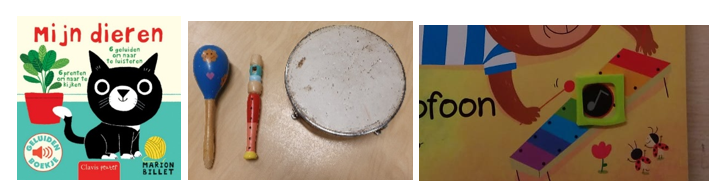 Mijn dieren
6 geluiden
om naar
te luisteren
6 prenten
om naar te
kijken
GELUIDEN
BOEKJE
Clavis
MARION
BILLET
ofoon